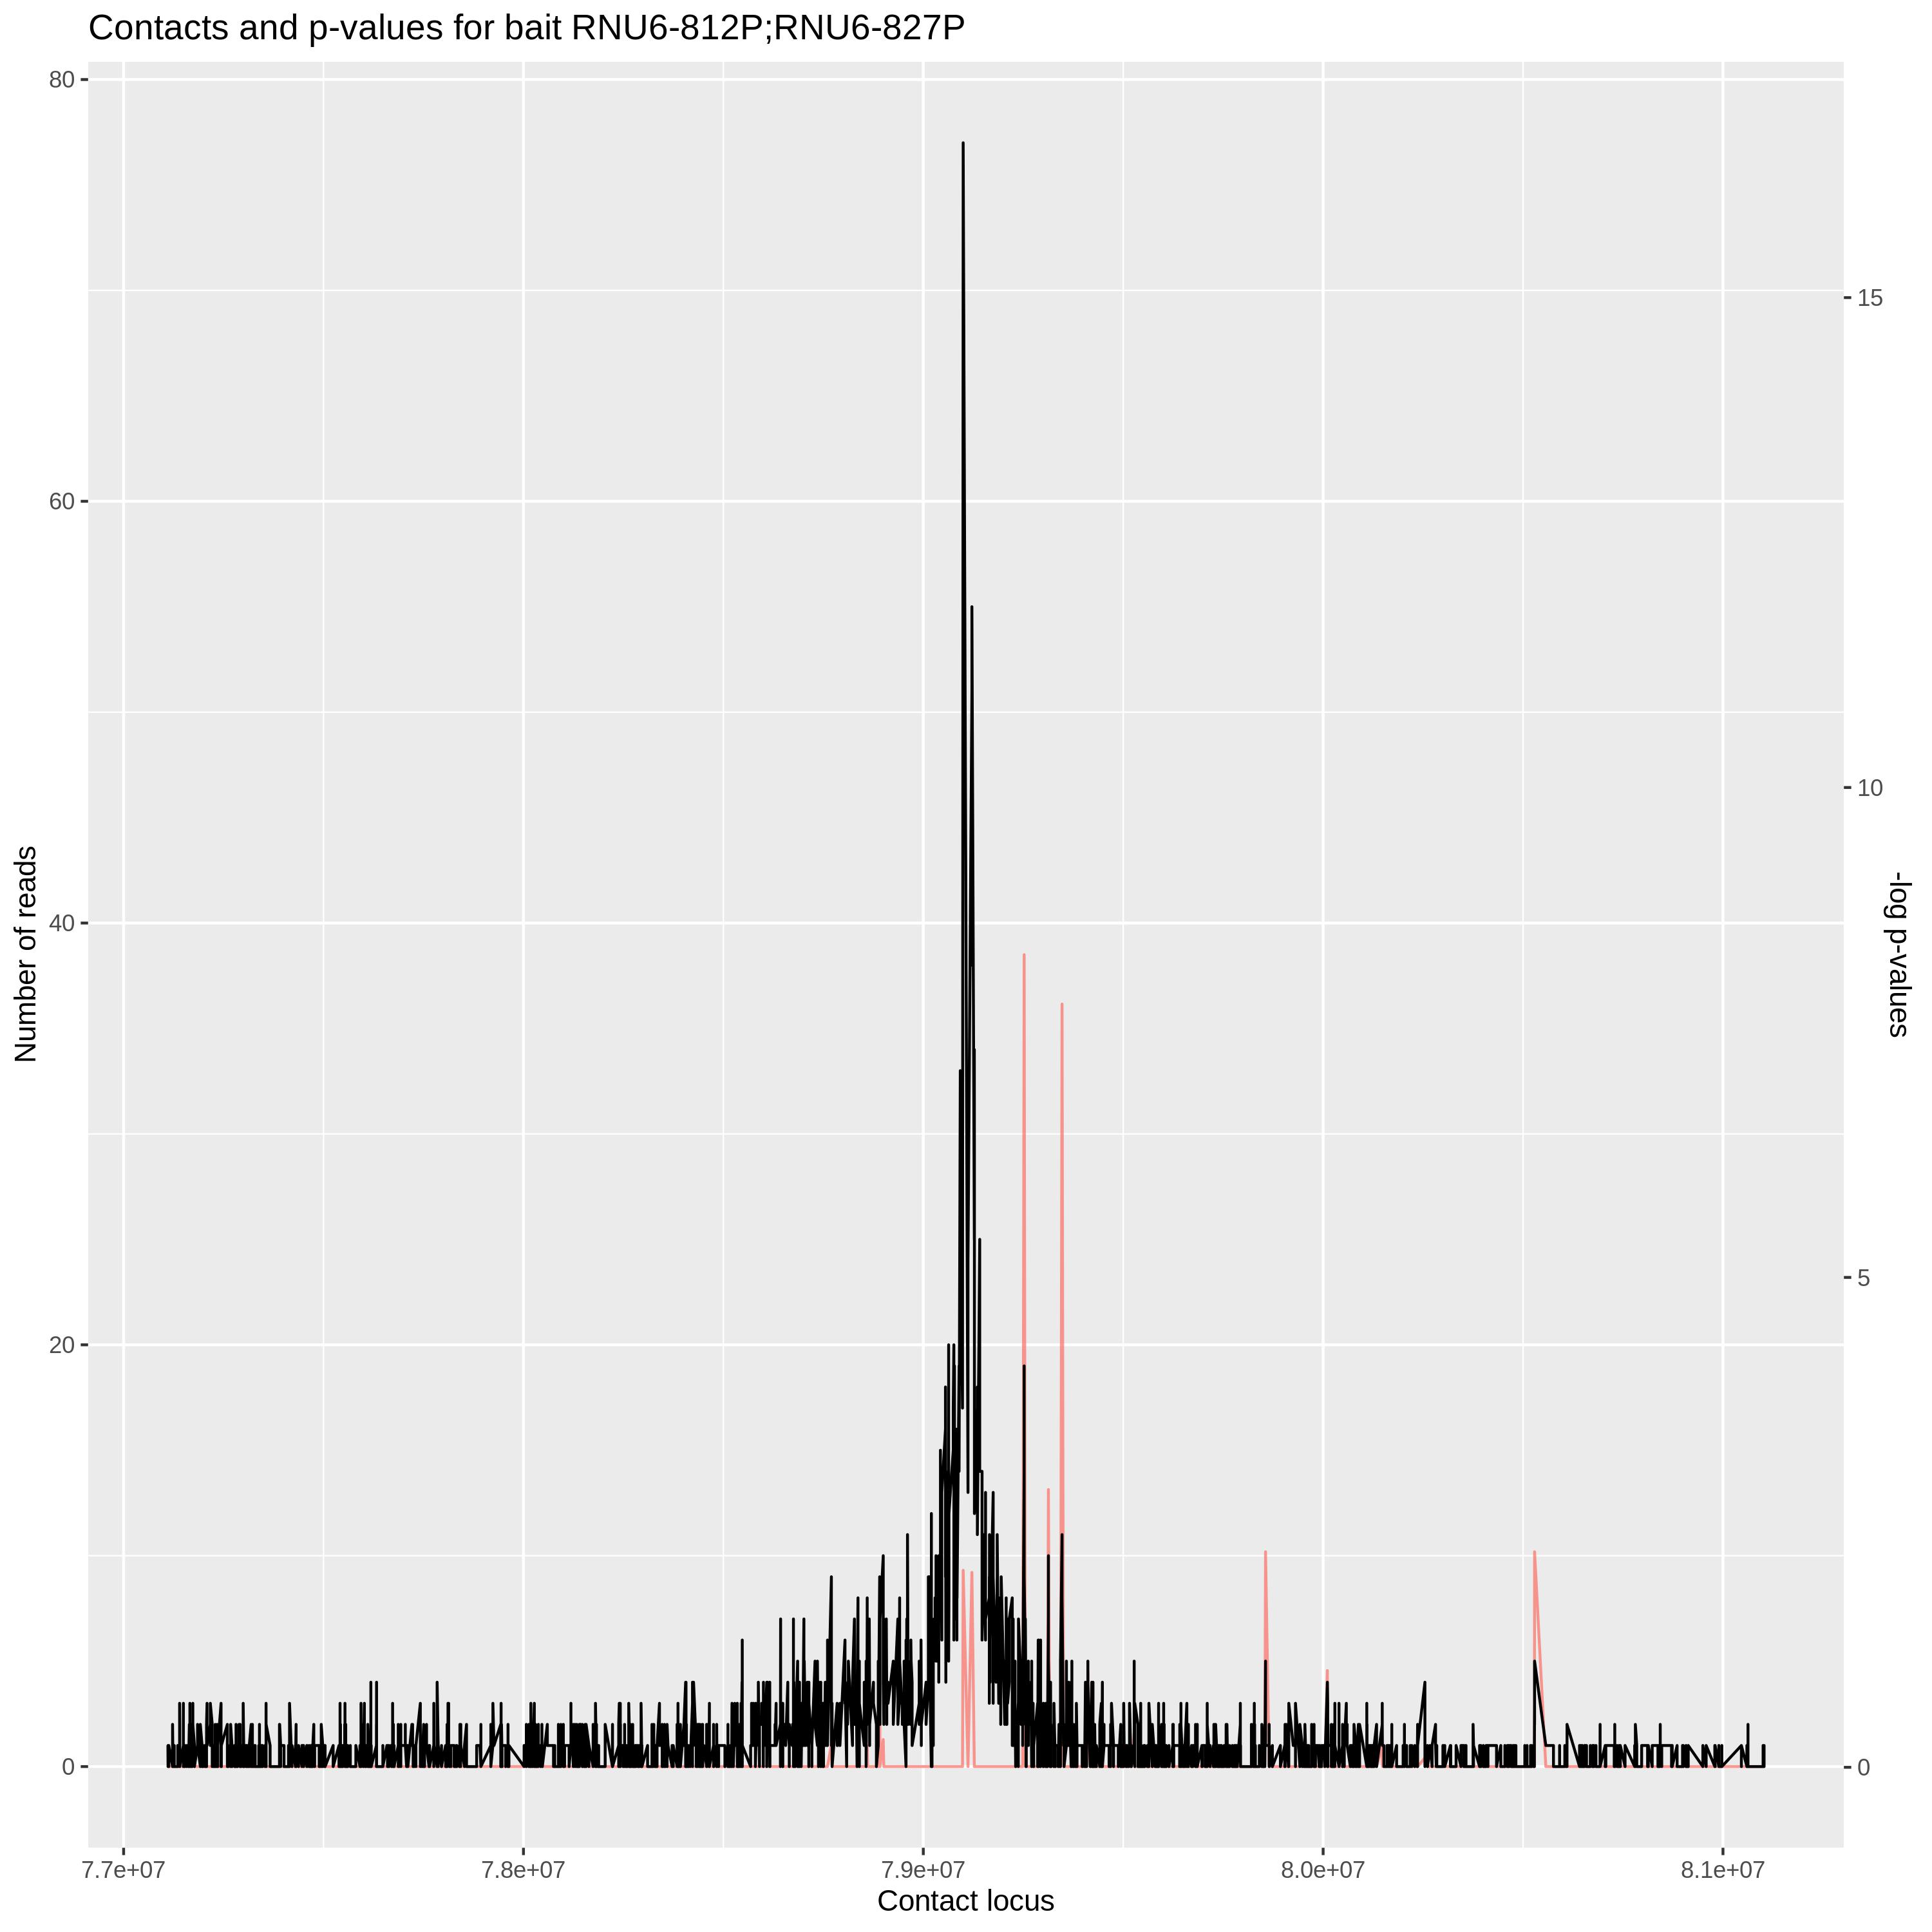 Contacts and p-values for bait RNU6-812P;RNU6-827P
80
60
40
20
0
Number of reads
15
10
5
0
-log p-values
7.7e+07
7.8e+07
7.9e+07
8.0e+07
8.1e+07
Contact locus